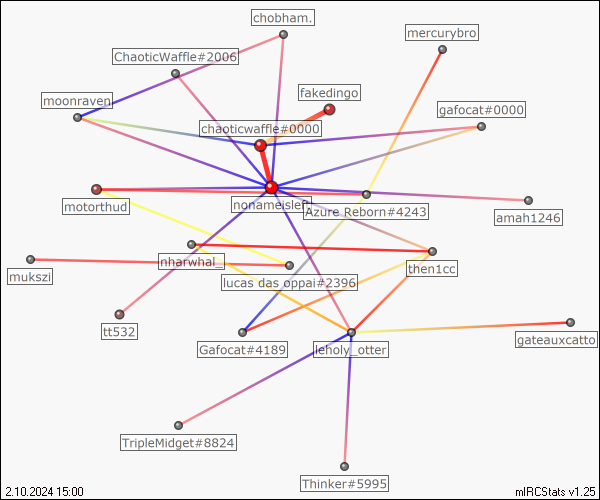 chobham.
mercurybro
ChaoticWaffle#2006
fakedingo
moonraven
gafocat#0000
chaoticwaffle#0000
motorthud
nonameisleft
Azure Reborn#4243
amah1246
nharwhal_
then1cc
mukszi
lucas das oppai#2396
tt532
gateauxcatto
Gafocat#4189
leholy_otter
TripleMidget#8824
Thinker#5995
2.10.2024 15:00
mIRCStats v1.25